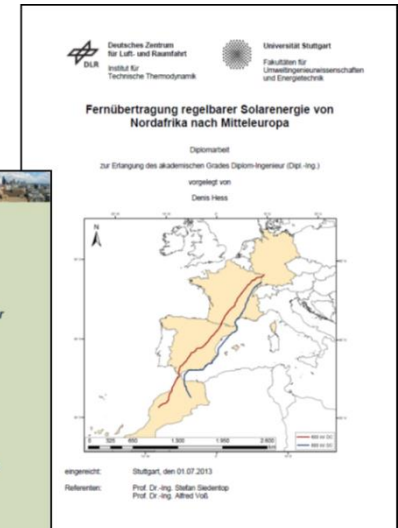 Deutsches Zentrum
für Luft- und Raumfahrt
DLR
Institut für
Technische Thermodynamik
Universität Stuttgart
Fakultäten für
Umweltingenieurwissenschaften
und Energietechnik
Fernübertragung regelbarer Solarenergie von
Nordafrika nach Mitteleuropa
Diplomarbeit
zur Erlangung des akademischen Grades Diplom-Ingenieur (Dipl.-Ing.)
vorgelegt von
Denis Hess
N
eingereicht: Stuttgart, den 01.07.2013
Referenten: Prof. Dr.-Ing. Stefan Siedentop
Prof. Dr.-Ing. Alfred Voß